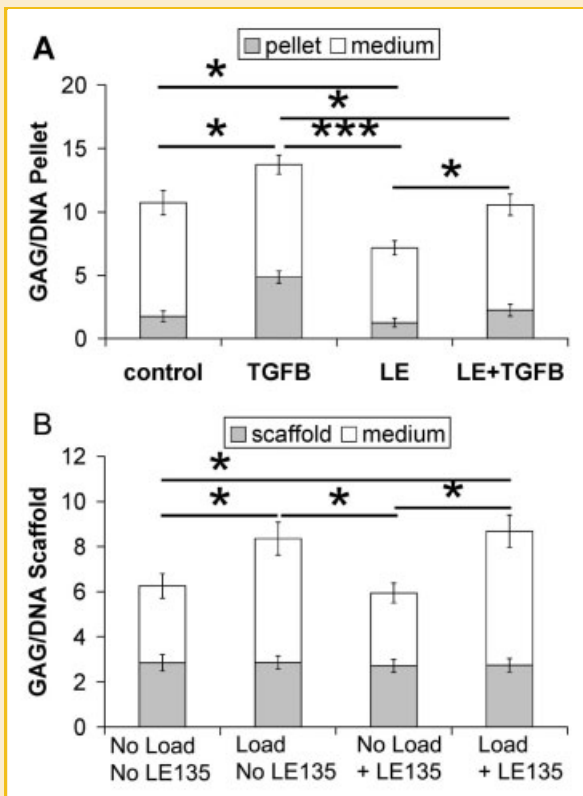 A
pellet medium
*
*
* ***
*
20
15
10
5
0
GAG/DNA Pellet
control TGFB LE LE+TGFB
B
scaffold medium
*
* * *
12
10
8
6
4
2
0
GAG/DNA Scaffold
No Load Load No Load Load
No LE135 No LE135 + LE135 + LE135